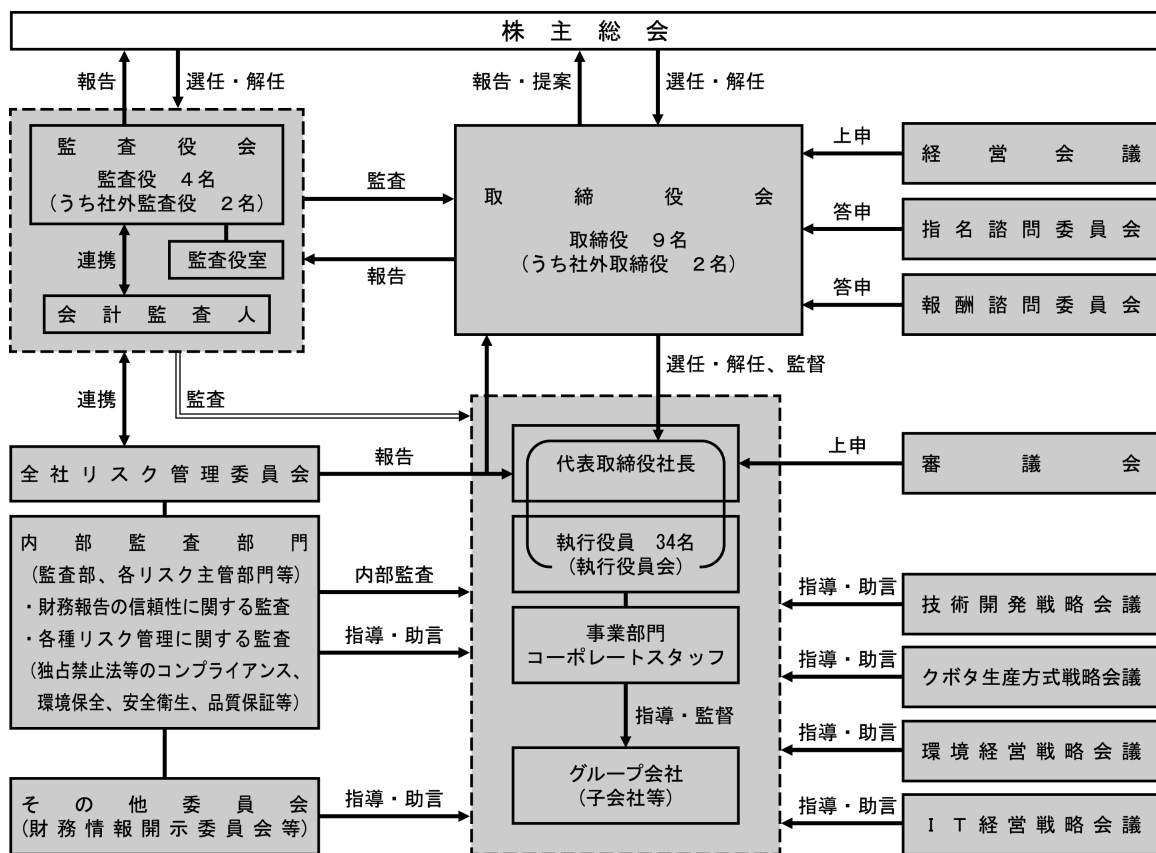 株主総会
報告
選任・解任
報告・提案
選任・解任
監査役会
監査役 4名
(うち社外監査役 2名)
監査役室
連携
会計監査人
監査
報告
取締役会
取締役 9名
(うち社外取締役 2名)
上申
経営会議
答申
指名諮問委員会
答申
報酬諮問委員会
選任・解任、監督
連携
監査
全社リスク管理委員会
報告
代表取締役社長
上申
審議会
執行役員 34名
(執行役員会)
内部監査部門
(監査部、各リスク主管部門等)
・財務報告の信頼性に関する監査
・各種リスク管理に関する監査
(独占禁止法等のコンプライアンス、
環境保全、安全衛生、品質保証等)
内部監査
指導・助言
事業部門
コーポレートスタッフ
指導・監督
グループ会社
(子会社等)
指導・助言
技術開発戦略会議
指導・助言
クボタ生産方式戦略会議
指導・助言
環境経営戦略会議
指導・助言
IT経営戦略会議
その他委員会
(財務情報開示委員会等)
指導・助言